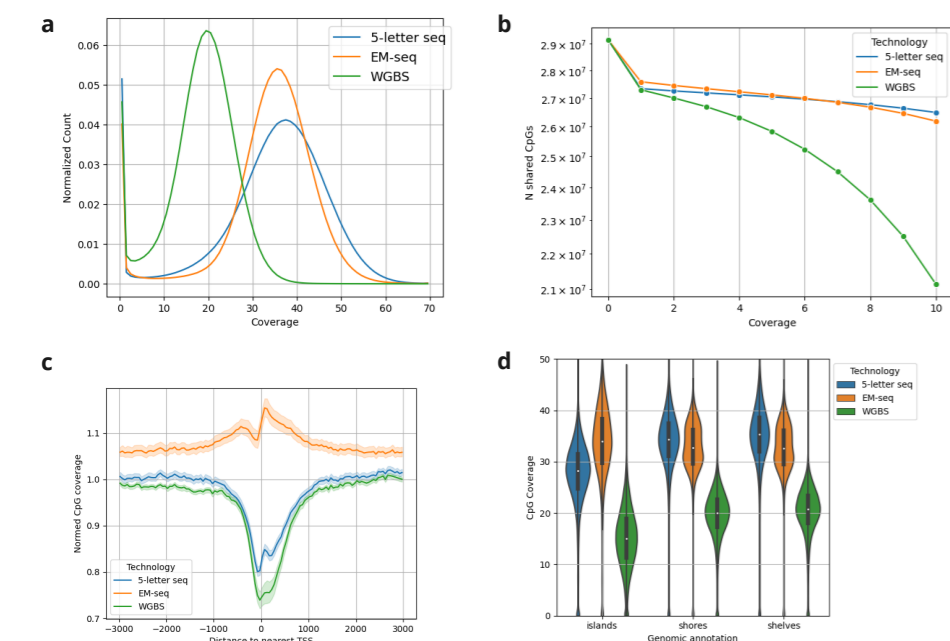 a
0.06
0.05
0.04
0.03
0.02
0.01
0.00
Normalized Count
0
10
20
30
40
50
60
70
Coverage
5-letter seq
EM-seq
WGBS
b
2.9 × 10⁷
2.8 × 10⁷
2.7 × 10⁷
2.6 × 10⁷
2.5 × 10⁷
2.4 × 10⁷
2.3 × 10⁷
2.2 × 10⁷
2.1 × 10⁷
N shared CpGs
0
2
4
6
8
10
Coverage
Technology
5-letter seq
EM-seq
WGBS
c
1.1
1.0
0.9
0.8
0.7
Normed CpG coverage
−3000
−2000
−1000
0
1000
2000
3000
Distance to nearest TSS
Technology
5-letter seq
EM-seq
WGBS
d
50
40
30
20
10
0
CpG Coverage
islands
shores
shelves
Genomic annotation
Technology
5-letter seq
EM-seq
WGBS